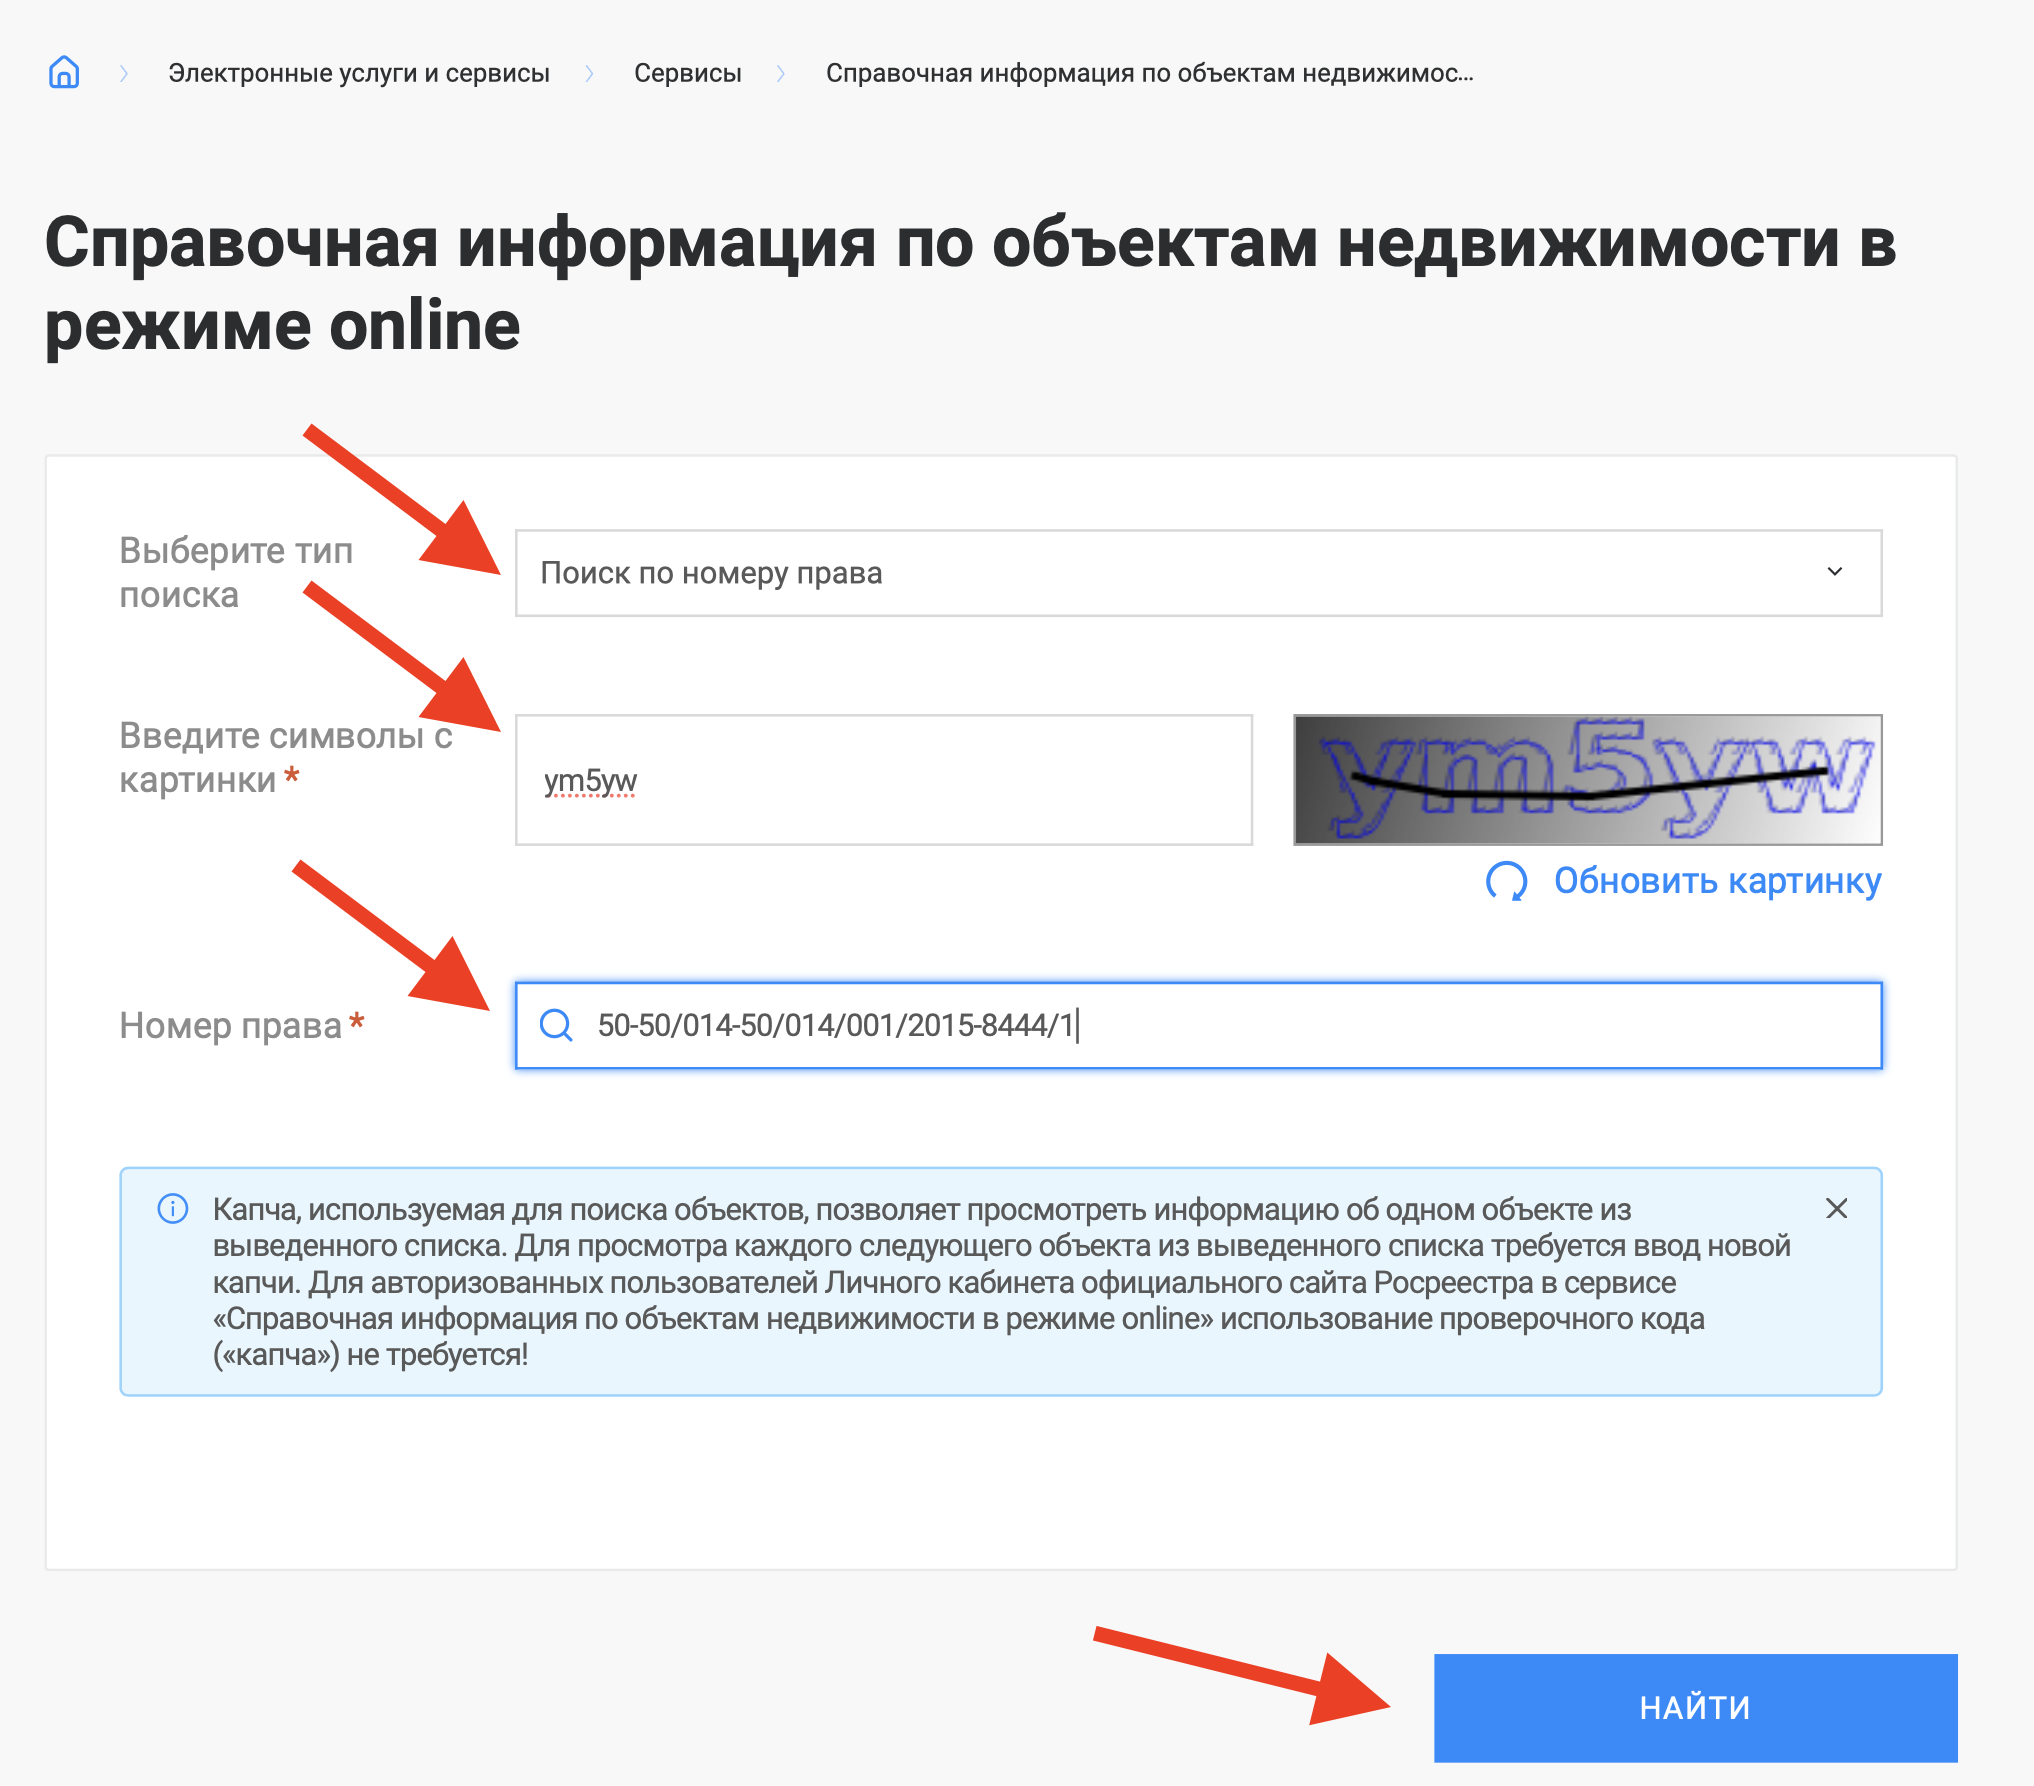 Электронные услуги и сервисы Сервисы Справочная информация по объектам недвижимос...
Справочная информация по объектам недвижимости в
режиме online
Выберите тип
поиска
Поиск по номеру права
Введите символы с
картинки *
ym5yw
ym5yw
Обновить картинку
Номер права *
50-50/014-50/014/001/2015-8444/1
Капча, используемая для поиска объектов, позволяет просмотреть информацию об одном объекте из
выведенного списка. Для просмотра каждого следующего объекта из выведенного списка требуется ввод новой
капчи. Для авторизованных пользователей Личного кабинета официального сайта Росреестра в сервисе
«Справочная информация по объектам недвижимости в режиме online» использование проверочного кода
(«капча») не требуется!
НАЙТИ